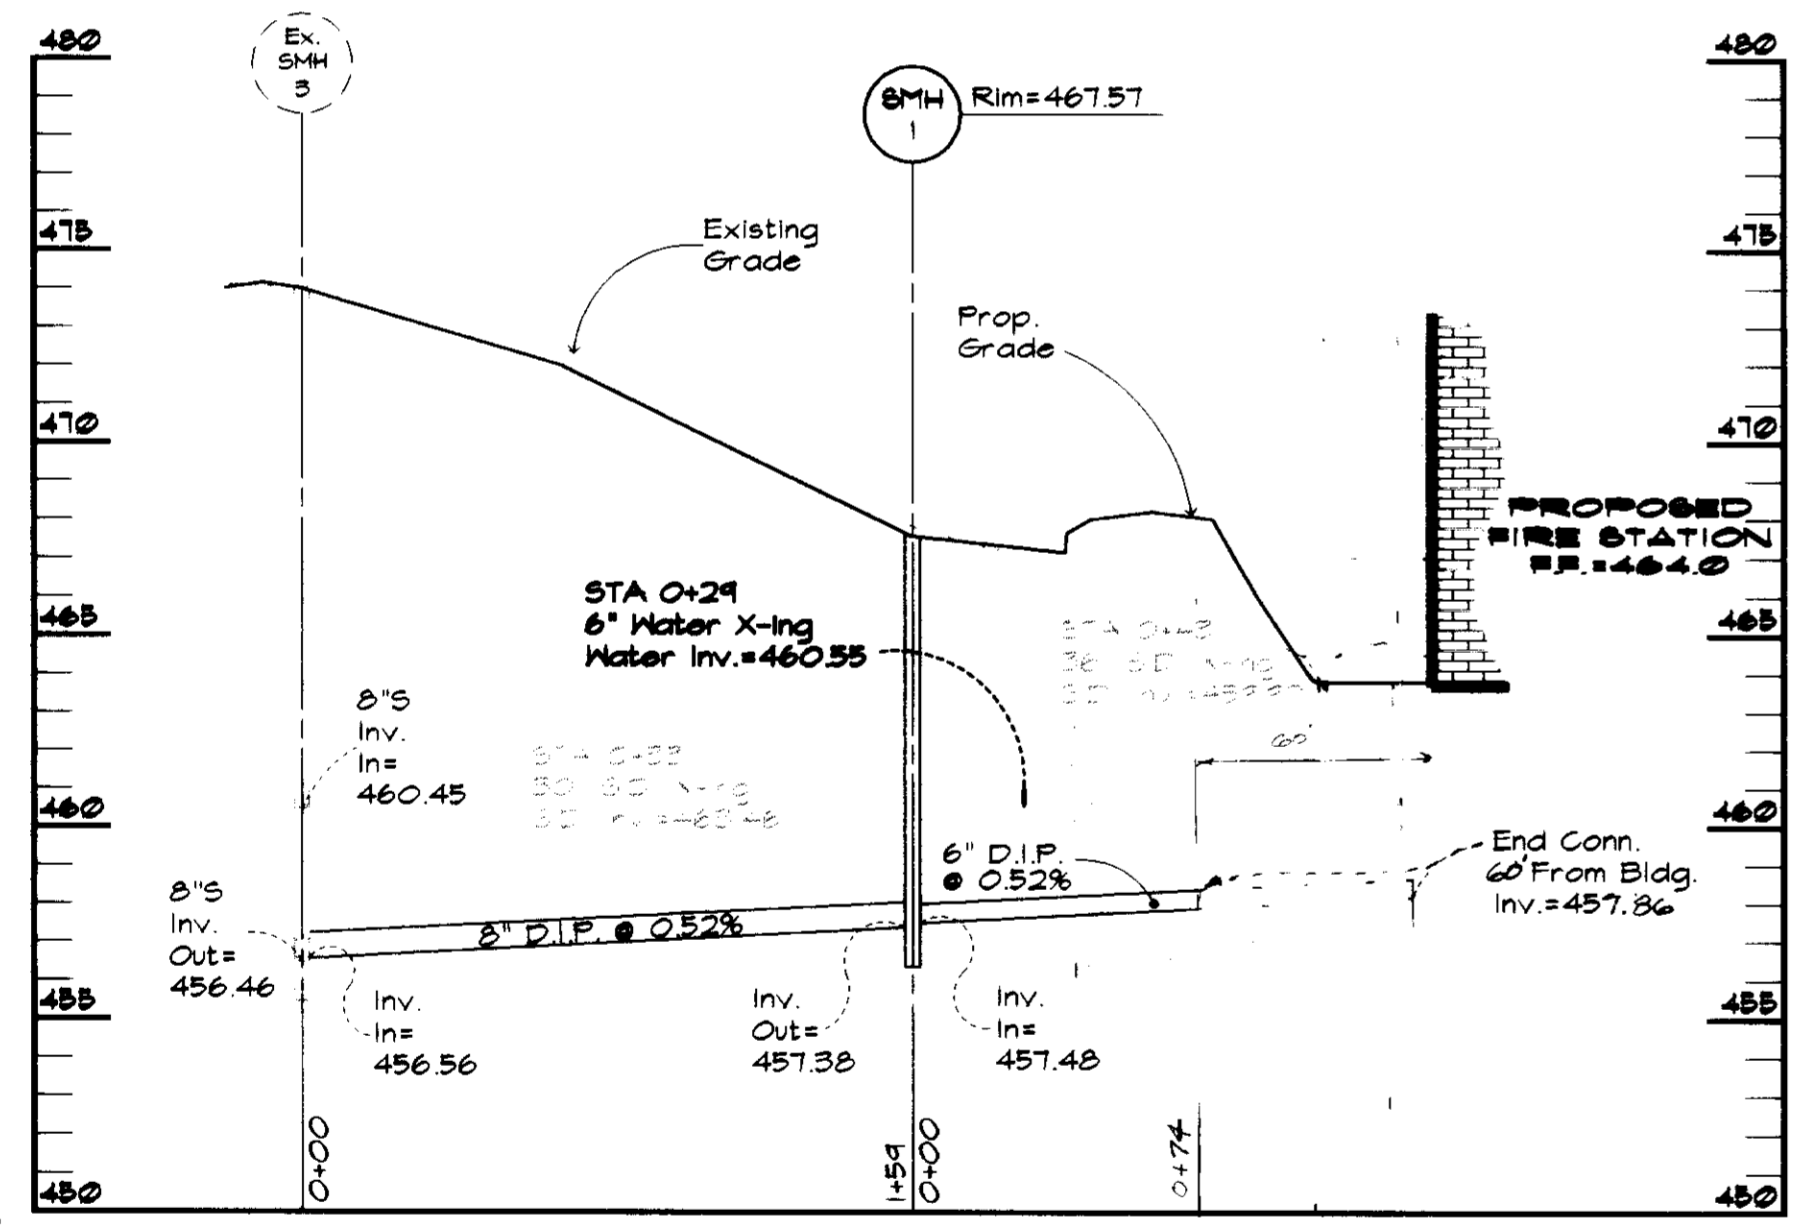 480
Ex.
SMH
3
480
SMH
1
Rim=467.57
475
Existing
Grade
475
Prop.
Grade
470
470
PROPOSED
FIRE STATION
F.F.=464.0
STA 0+29
6" Water X-ing
Water Inv.=460.55
465
465
8"S
Inv.
In=
460.45
60'
460
460
6" D.I.P.
@ 0.52%
End Conn.
60' From Bldg.
Inv.=457.86
8"S
Inv.
Out=
456.46
8" D.I.P. @ 0.52%
455
455
Inv.
In=
456.56
Inv.
Out=
457.38
Inv.
In=
457.48
450
0+00
1+59
0+00
0+74
450